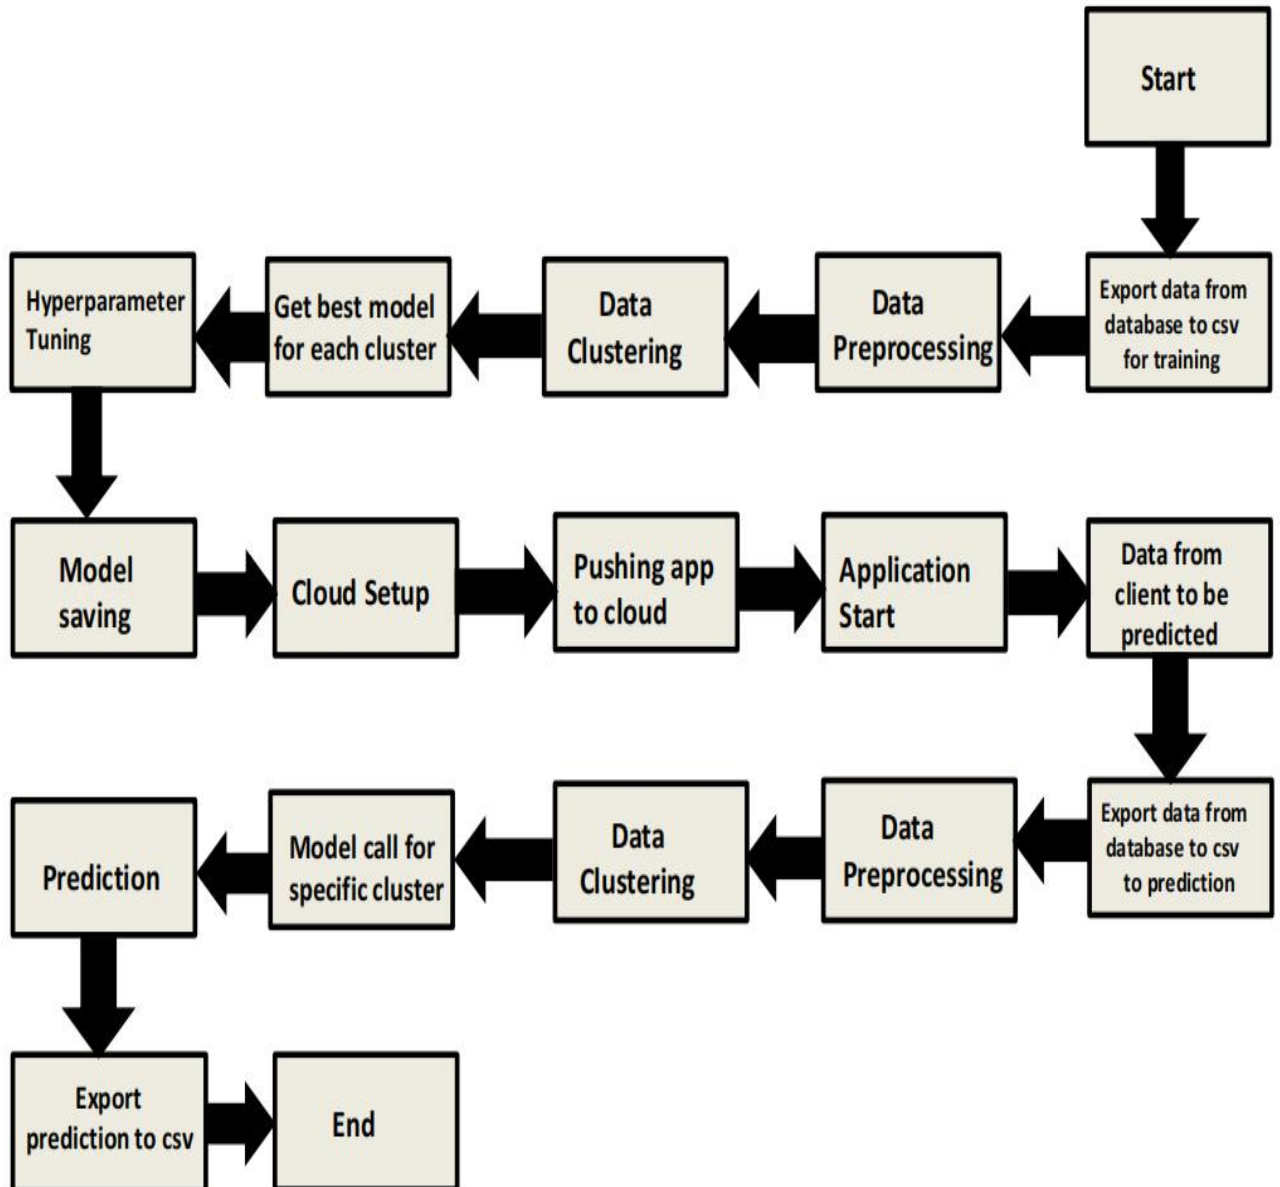 Start
Export data from
database to csv
for training
Data
Preprocessing
Data
Clustering
Get best model
for each cluster
Hyperparameter
Tuning
Model
saving
Cloud Setup
Pushing app
to cloud
Application
Start
Data from
client to be
predicted
Export data from
database to csv
to prediction
Data
Preprocessing
Data
Clustering
Model call for
specific cluster
Prediction
Export
prediction to csv
End